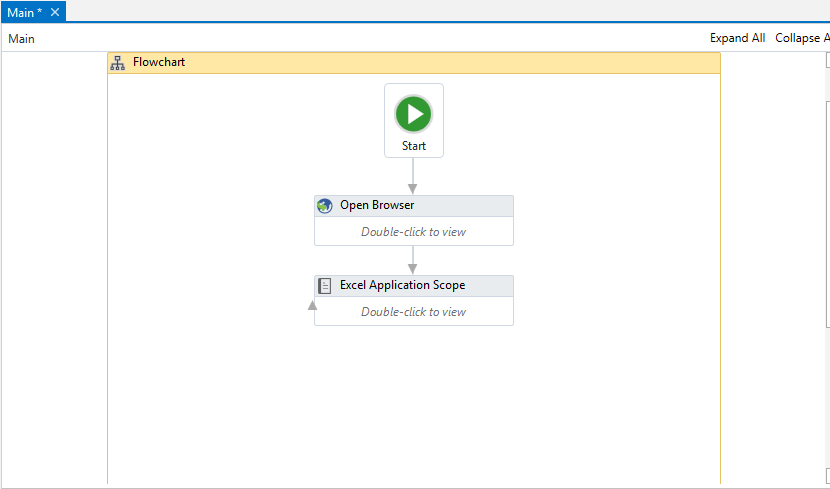 Main *
Main
Expand All Collapse A
Flowchart
Start
Open Browser
Double-click to view
Excel Application Scope
Double-click to view